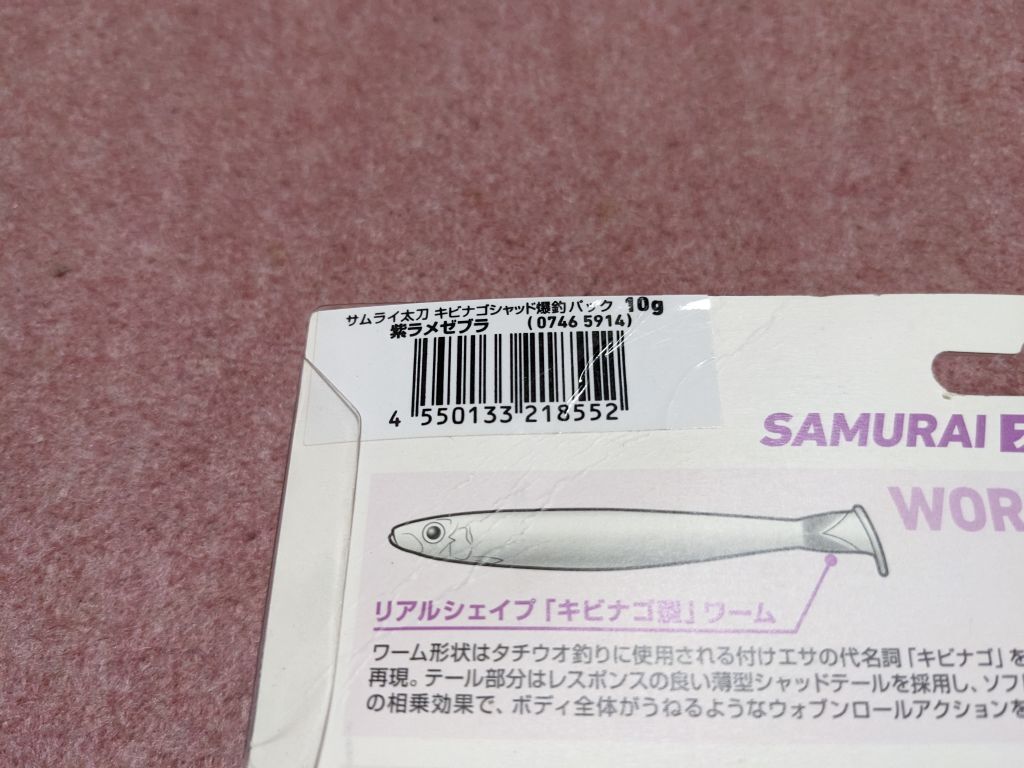 サムライ太刀 キビナゴシャッド爆釣パック 10g
紫ラメゼブラ (0746 5914)
4 550133 218552
SAMURAI
WOR
リアルシェイプ「キビナゴ型」ワーム
ワーム形状はタチウオ釣りに使用される付けエサの代名詞「キビナゴ」を
再現。テール部分はレスポンスの良い薄型シャッドテールを採用し、ソフ
の相乗効果で、ボディ全体がうねるようなウォブンロールアクションを